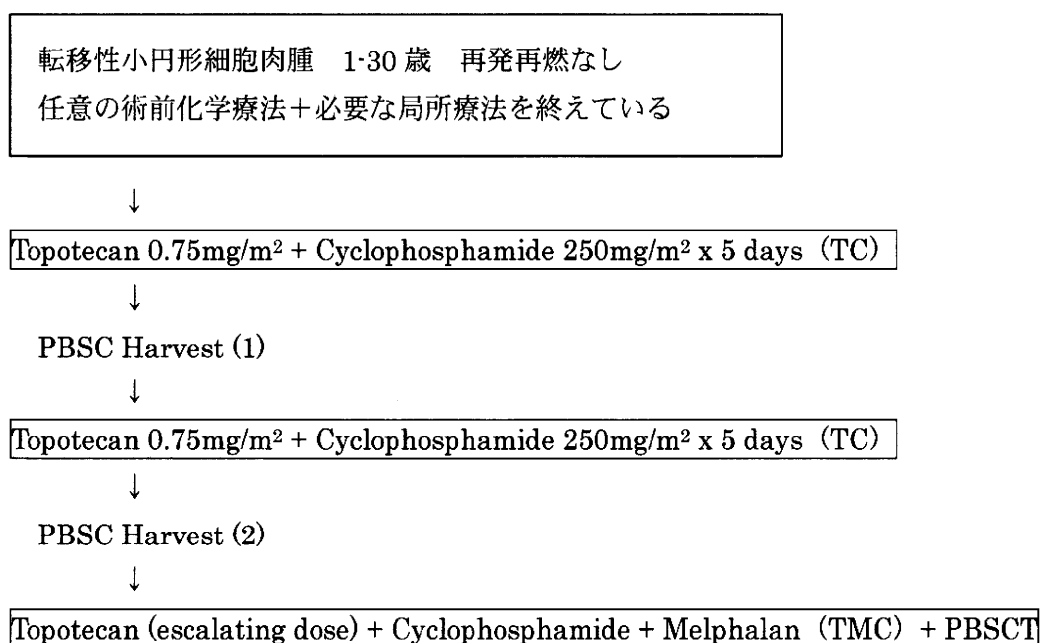 転移性小円形細胞肉腫 1-30 歳 再発再燃なし
任意の術前化学療法＋必要な局所療法を終えている
↓
Topotecan 0.75mg/m² + Cyclophosphamide 250mg/m² x 5 days（TC）
↓
PBSC Harvest (1)
↓
Topotecan 0.75mg/m² + Cyclophosphamide 250mg/m² x 5 days（TC）
↓
PBSC Harvest (2)
↓
Topotecan (escalating dose) + Cyclophosphamide + Melphalan（TMC）+ PBSCT